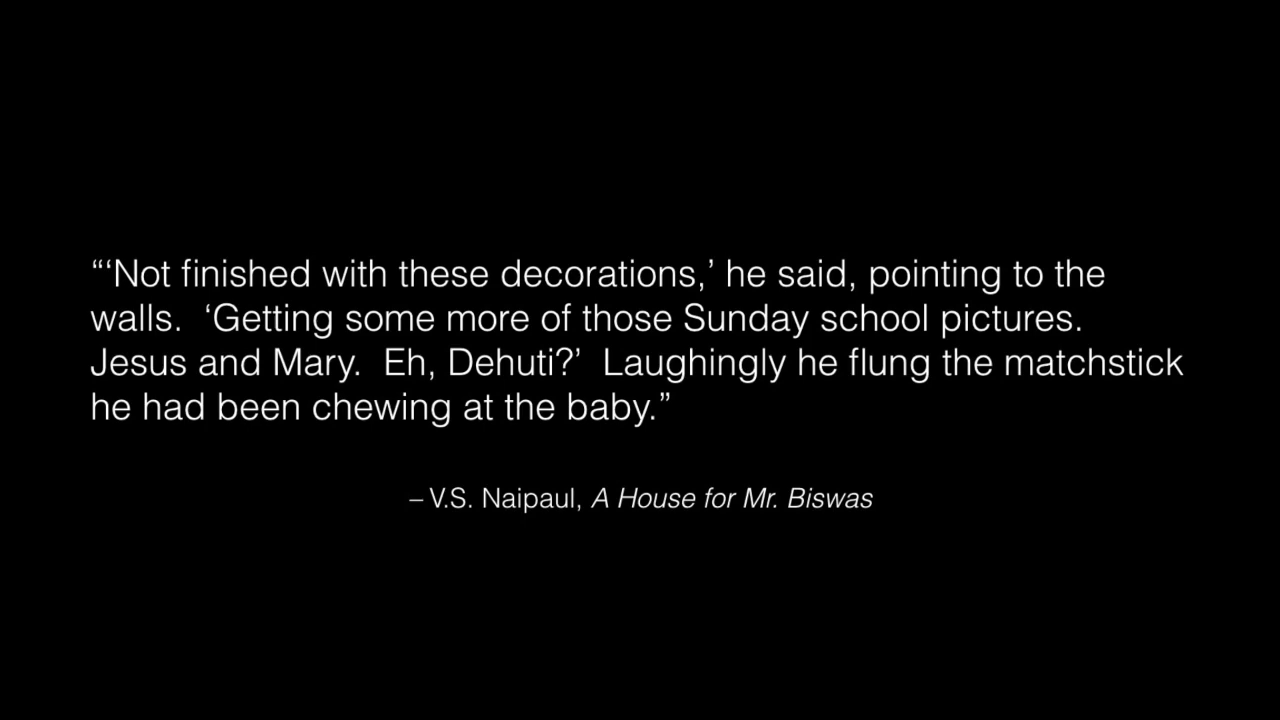 “‘Not finished with these decorations,’ he said, pointing to the
walls.  ‘Getting some more of those Sunday school pictures.
Jesus and Mary.  Eh, Dehuti?’  Laughingly he flung the matchstick
he had been chewing at the baby.”
– V.S. Naipaul, A House for Mr. Biswas